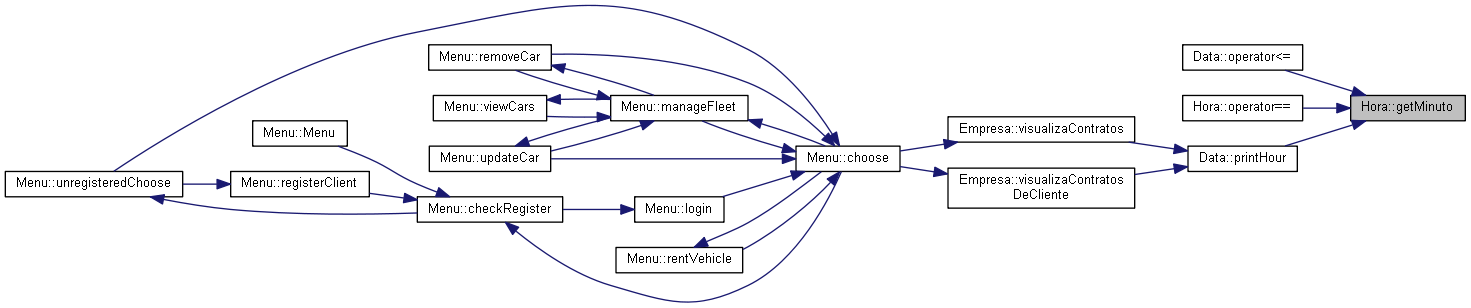 Menu::removeCar
Data::operator<=
Menu::viewCars
Menu::manageFleet
Hora::operator==
Hora::getMinuto
Menu::Menu
Empresa::visualizaContratos
Menu::updateCar
Menu::choose
Data::printHour
Menu::unregisteredChoose
Menu::registerClient
Empresa::visualizaContratos
DeCliente
Menu::checkRegister
Menu::login
Menu::rentVehicle